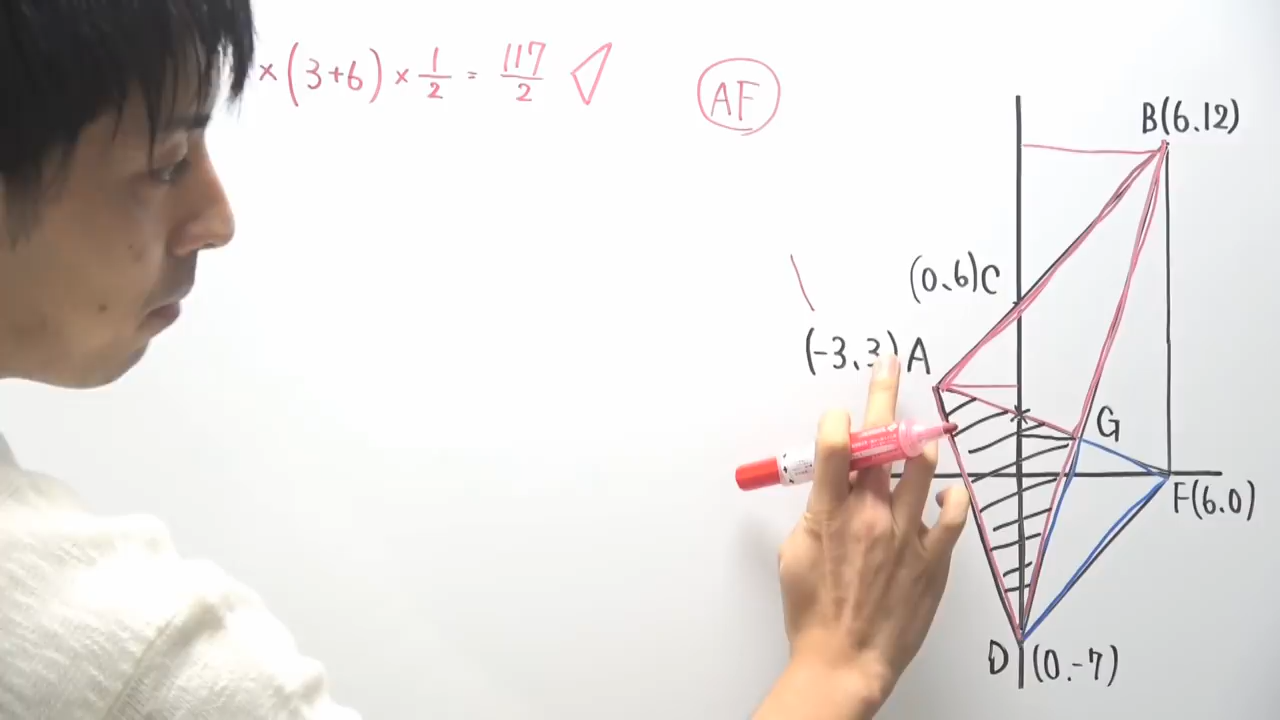 ×(3+6)×1/2=117/2
AF
B(6.12)
(0、6)C
(-3、3)A
G
F(6.0)
D(0.-7)